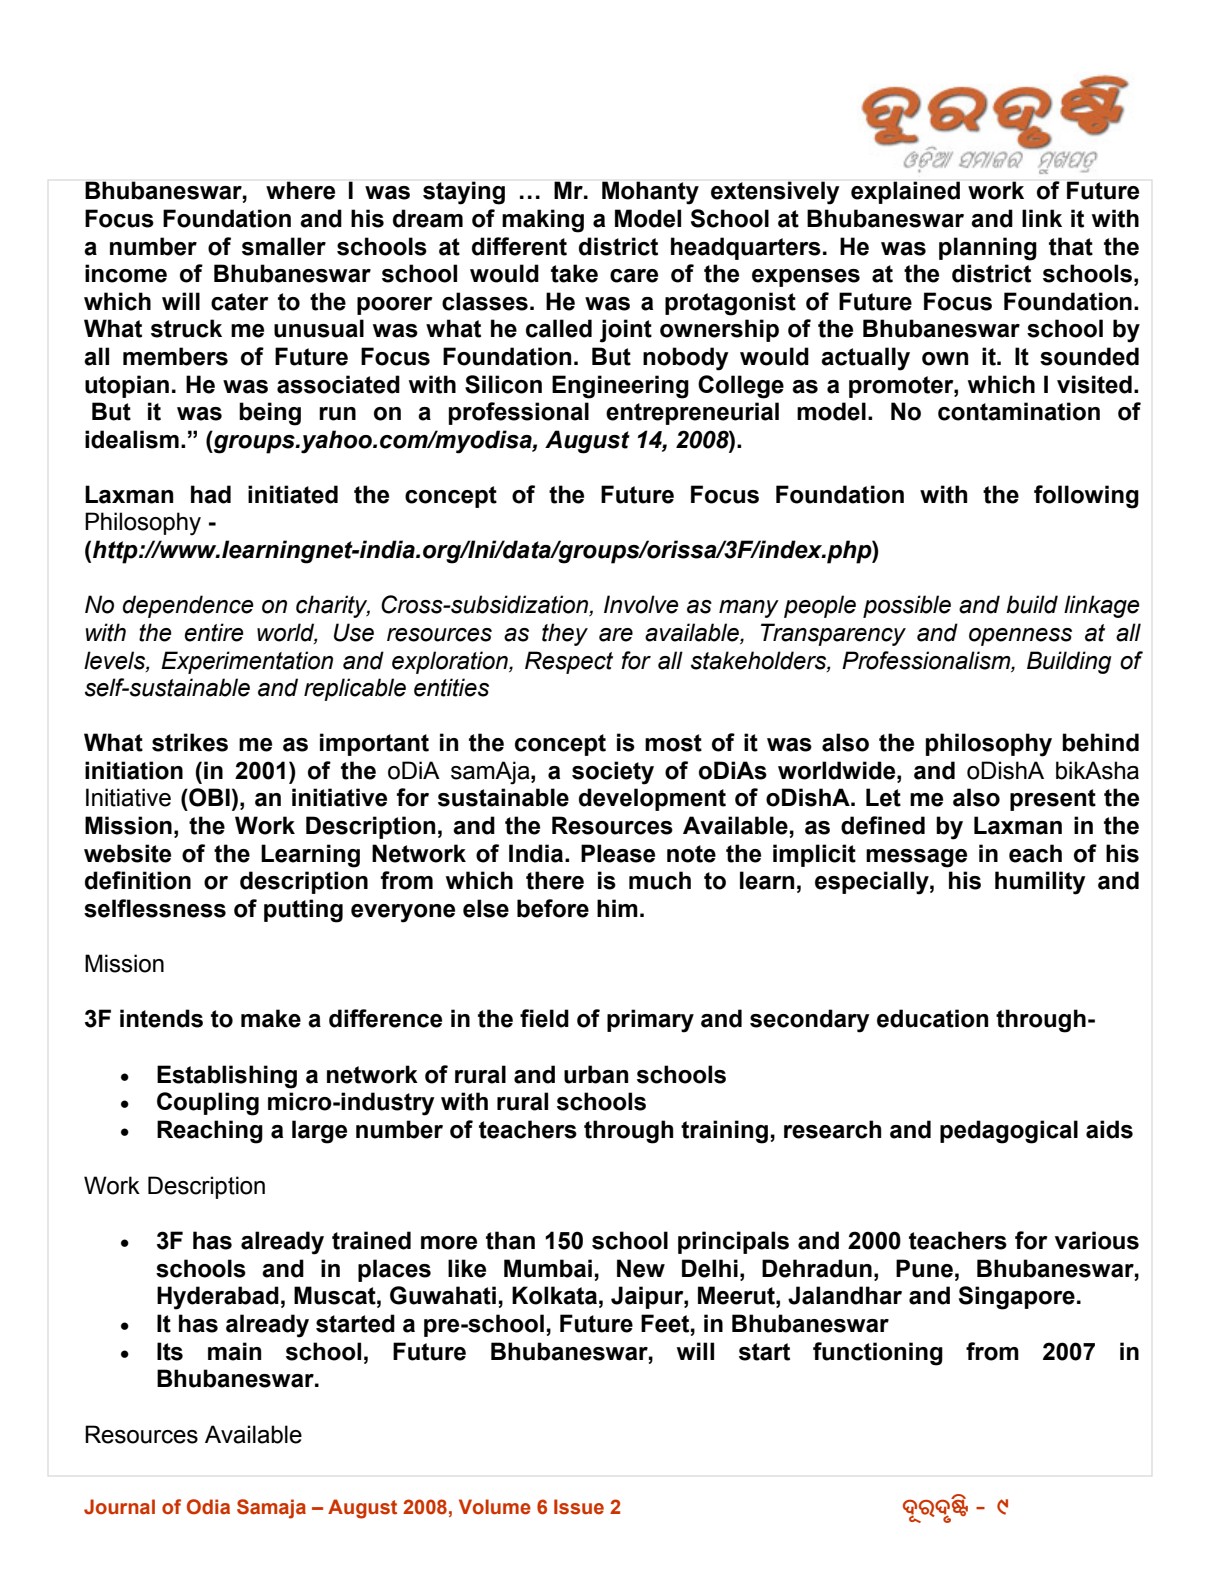 ଦୂରଦୃଷ୍ଟି
ଓଡ଼ିଆ ସମାଜର ମୁଖପତ୍ର
Bhubaneswar, where I was staying … Mr. Mohanty extensively explained work of Future
Focus Foundation and his dream of making a Model School at Bhubaneswar and link it with
a number of smaller schools at different district headquarters. He was planning that the
income of Bhubaneswar school would take care of the expenses at the district schools,
which will cater to the poorer classes. He was a protagonist of Future Focus Foundation.
What struck me unusual was what he called joint ownership of the Bhubaneswar school by
all members of Future Focus Foundation. But nobody would actually own it. It sounded
utopian. He was associated with Silicon Engineering College as a promoter, which I visited.
But it was being run on a professional entrepreneurial model. No contamination of
idealism.” (groups.yahoo.com/myodisa, August 14, 2008).
Laxman had initiated the concept of the Future Focus Foundation with the following
Philosophy -
(http://www.learningnet-india.org/lni/data/groups/orissa/3F/index.php)
No dependence on charity, Cross-subsidization, Involve as many people possible and build linkage
with the entire world, Use resources as they are available, Transparency and openness at all
levels, Experimentation and exploration, Respect for all stakeholders, Professionalism, Building of
self-sustainable and replicable entities
What strikes me as important in the concept is most of it was also the philosophy behind
initiation (in 2001) of the oDiA samAja, a society of oDiAs worldwide, and oDishA bikAsha
Initiative (OBI), an initiative for sustainable development of oDishA. Let me also present the
Mission, the Work Description, and the Resources Available, as defined by Laxman in the
website of the Learning Network of India. Please note the implicit message in each of his
definition or description from which there is much to learn, especially, his humility and
selflessness of putting everyone else before him.
Mission
3F intends to make a difference in the field of primary and secondary education through-
• Establishing a network of rural and urban schools
• Coupling micro-industry with rural schools
• Reaching a large number of teachers through training, research and pedagogical aids
Work Description
• 3F has already trained more than 150 school principals and 2000 teachers for various
schools and in places like Mumbai, New Delhi, Dehradun, Pune, Bhubaneswar,
Hyderabad, Muscat, Guwahati, Kolkata, Jaipur, Meerut, Jalandhar and Singapore.
• It has already started a pre-school, Future Feet, in Bhubaneswar
• Its main school, Future Bhubaneswar, will start functioning from 2007 in
Bhubaneswar.
Resources Available
Journal of Odia Samaja – August 2008, Volume 6 Issue 2 ଦୂରଦୃଷ୍ଟି - ୯